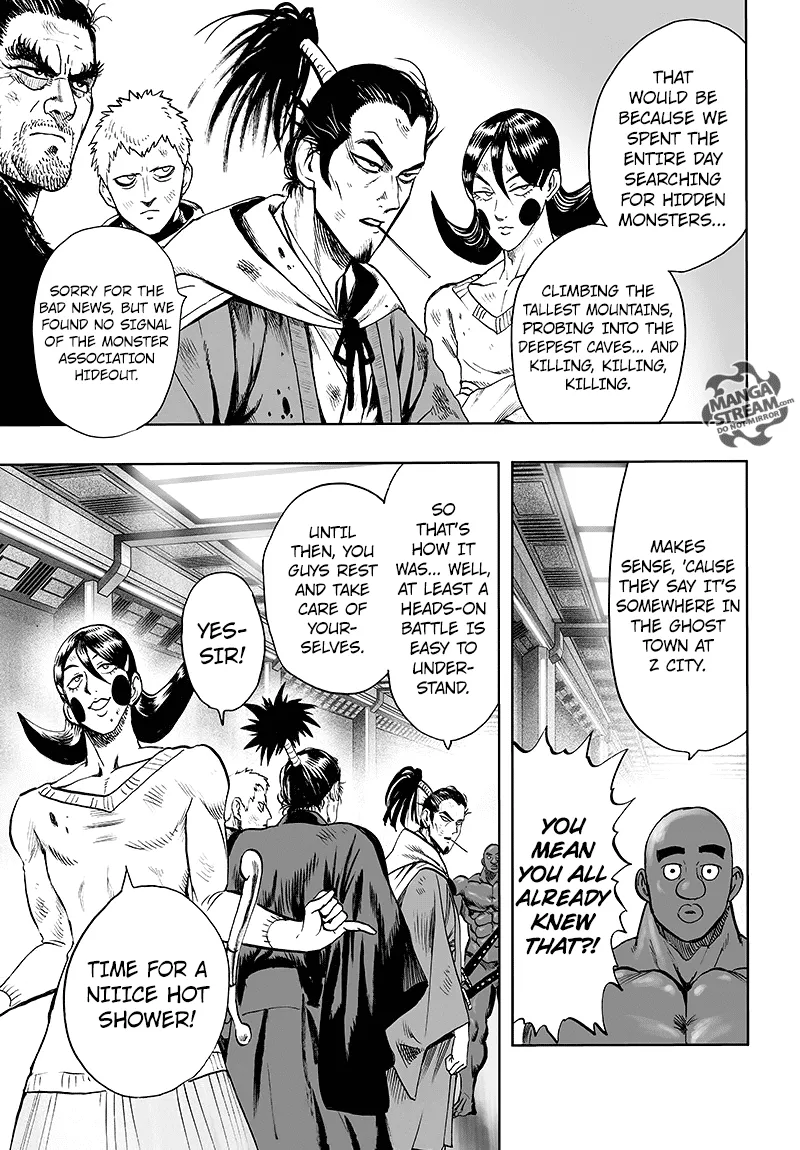 THAT
WOULD BE
BECAUSE WE
SPENT THE
ENTIRE DAY
SEARCHING
FOR HIDDEN
MONSTERS...
CLIMBING THE
TALLEST MOUNTAINS,
PROBING INTO THE
DEEPEST CAVES... AND
KILLING, KILLING,
KILLING.
SORRY FOR THE
BAD NEWS, BUT WE
FOUND NO SIGNAL
OF THE MONSTER
ASSOCIATION
HIDEOUT.
MANGA
STREAM.com
DO NOT MIRROR
MAKES
SENSE, 'CAUSE
THEY SAY IT'S
SOMEWHERE IN
THE GHOST
TOWN AT
Z CITY.
YOU
MEAN
YOU ALL
ALREADY
KNEW
THAT?!
SO
THAT'S
HOW IT
WAS... WELL,
AT LEAST A
HEADS-ON
BATTLE IS
EASY TO
UNDER-
STAND.
UNTIL
THEN, YOU
GUYS REST
AND TAKE
CARE OF
YOUR-
SELVES.
YES-
SIR!
TIME FOR A
NIIICE HOT
SHOWER!